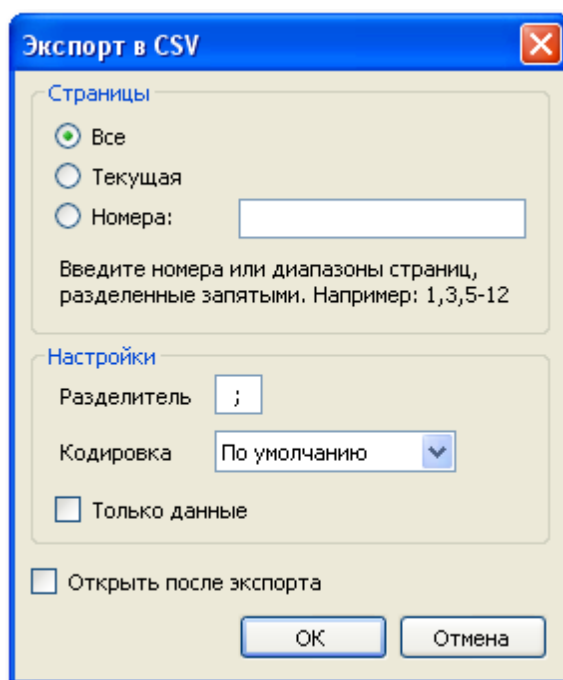 Экспорт в CSV
Страницы
Все
Текущая
Номера:
Введите номера или диапазоны страниц,
разделенные запятыми. Например: 1,3,5-12
Настройки
Разделитель ;
Кодировка По умолчанию
Только данные
Открыть после экспорта
ОК Отмена